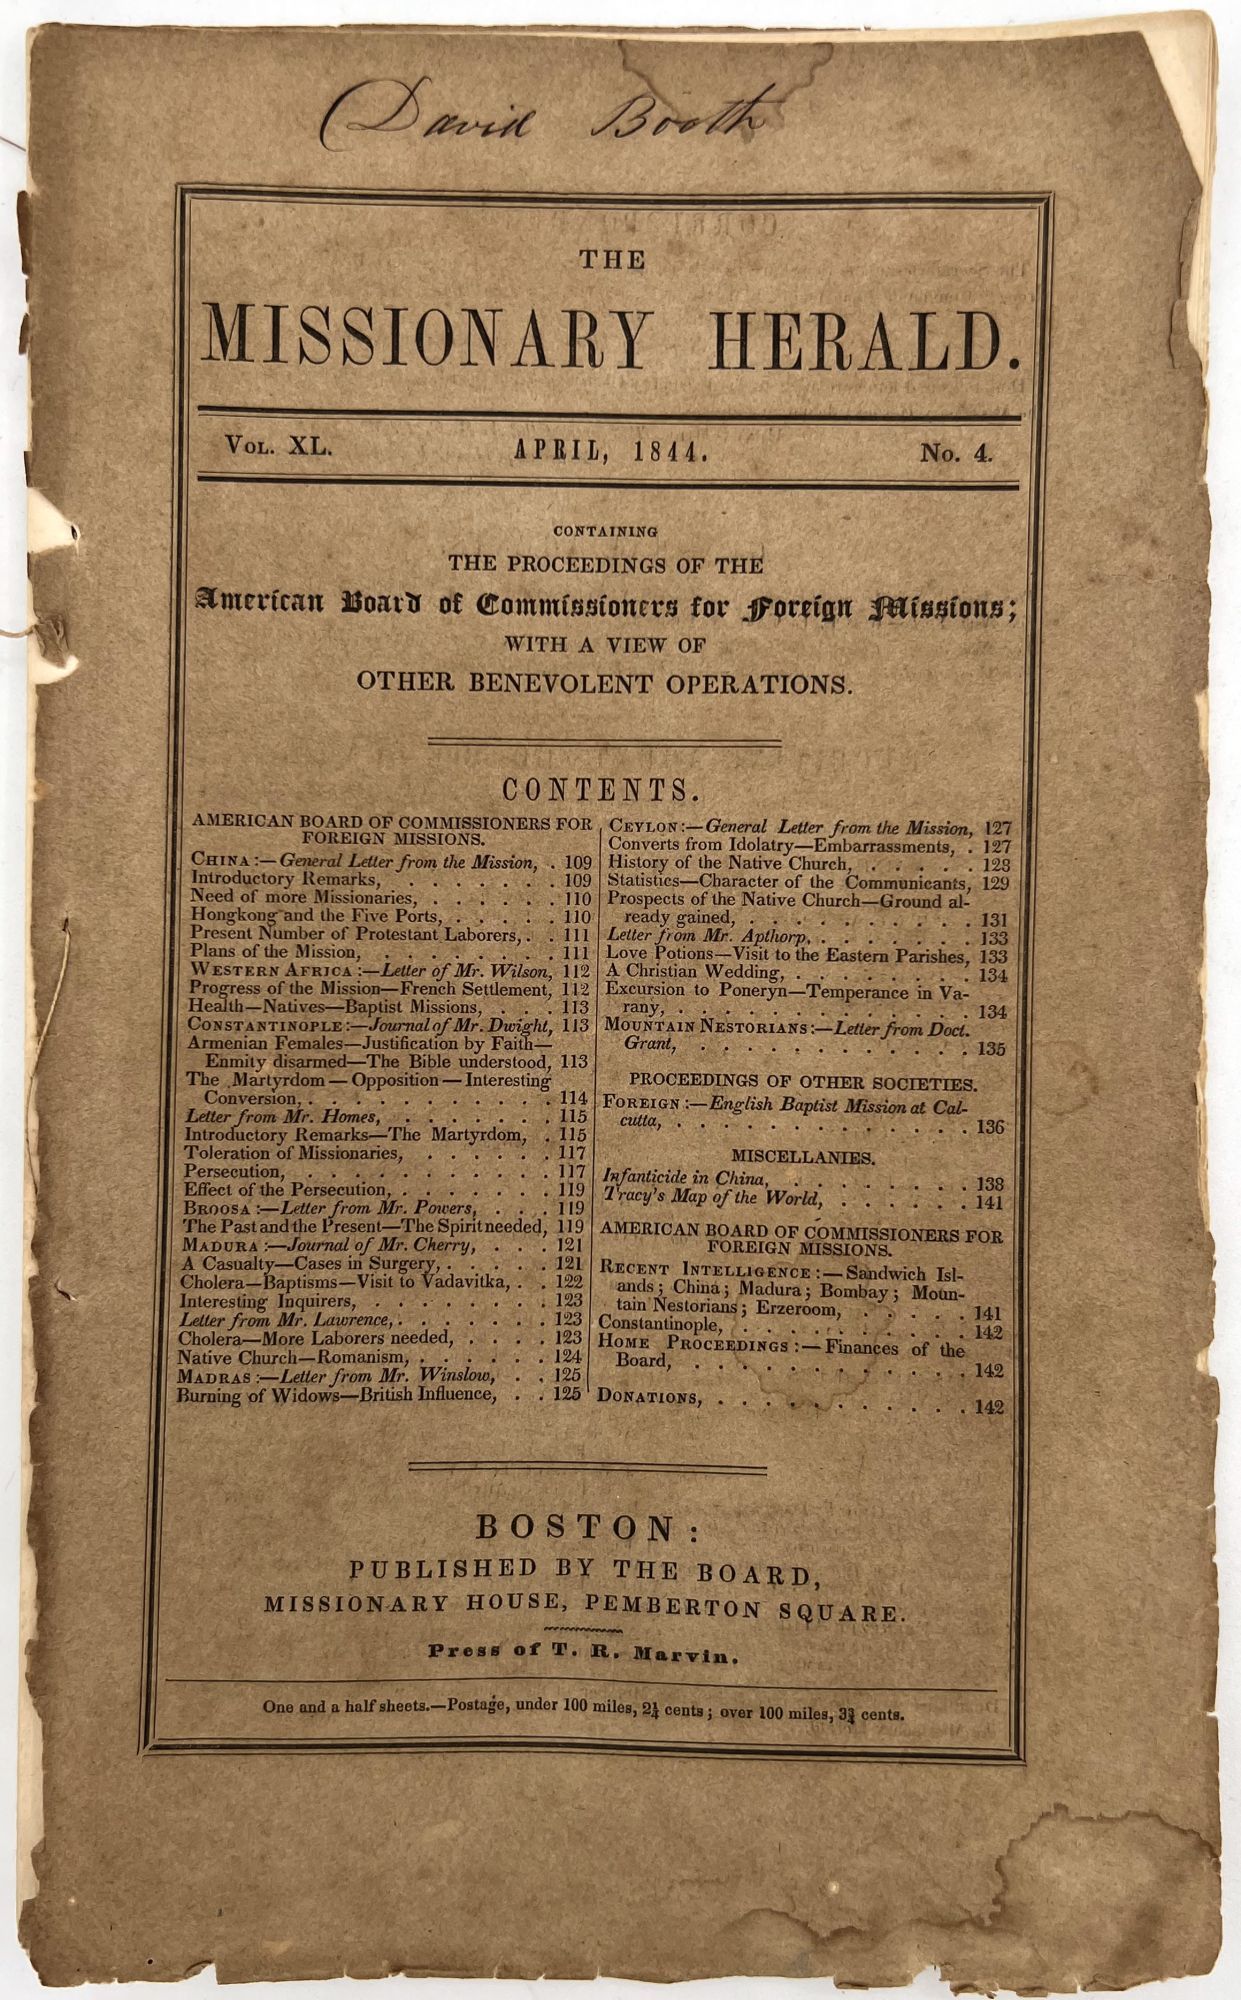 David Booth
THE
MISSIONARY HERALD.
VOL. XL. APRIL, 1844. No. 4.
CONTAINING
THE PROCEEDINGS OF THE
American Board of Commissioners for Foreign Missions;
WITH A VIEW OF
OTHER BENEVOLENT OPERATIONS.
CONTENTS.
AMERICAN BOARD OF COMMISSIONERS FOR
FOREIGN MISSIONS.
CHINA:—General Letter from the Mission, . 109
Introductory Remarks, . . . . . . . 109
Need of more Missionaries, . . . . . . 110
Hongkong and the Five Ports, . . . . . 110
Present Number of Protestant Laborers, . . 111
Plans of the Mission, . . . . . . . . 111
WESTERN AFRICA:—Letter of Mr. Wilson, 112
Progress of the Mission—French Settlement, 112
Health—Natives—Baptist Missions, . . . 113
CONSTANTINOPLE:—Journal of Mr. Dwight, 113
Armenian Females—Justification by Faith—
Enmity disarmed—The Bible understood, 113
The Martyrdom—Opposition—Interesting
Conversion, . . . . . . . . . . . 114
Letter from Mr. Homes, . . . . . . . 115
Introductory Remarks—The Martyrdom, . 115
Toleration of Missionaries, . . . . . . 117
Persecution, . . . . . . . . . . . 117
Effect of the Persecution, . . . . . . . 119
BROOSA:—Letter from Mr. Powers, . . . 119
The Past and the Present—The Spirit needed, 119
MADURA:—Journal of Mr. Cherry, . . . 121
A Casualty—Cases in Surgery, . . . . . 121
Cholera—Baptisms—Visit to Vadavitka, . . 122
Interesting Inquirers, . . . . . . . . 123
Letter from Mr. Lawrence, . . . . . . . 123
Cholera—More Laborers needed, . . . . 123
Native Church—Romanism, . . . . . . 124
MADRAS:—Letter from Mr. Winslow, . . 125
Burning of Widows—British Influence, . . 125
CEYLON:—General Letter from the Mission, 127
Converts from Idolatry—Embarrassments, . 127
History of the Native Church, . . . . . 128
Statistics—Character of the Communicants, 129
Prospects of the Native Church—Ground al-
ready gained, . . . . . . . . . . 131
Letter from Mr. Apthorp, . . . . . . . 133
Love Potions—Visit to the Eastern Parishes, 133
A Christian Wedding, . . . . . . . . 134
Excursion to Poneryn—Temperance in Va-
rany, . . . . . . . . . . . . . 134
MOUNTAIN NESTORIANS:—Letter from Doct.
Grant, . . . . . . . . . . . . 135
PROCEEDINGS OF OTHER SOCIETIES.
FOREIGN:—English Baptist Mission at Cal-
cutta, . . . . . . . . . . . . . 136
MISCELLANIES.
Infanticide in China, . . . . . . . . 138
Tracy's Map of the World, . . . . . . 141
AMERICAN BOARD OF COMMISSIONERS FOR
FOREIGN MISSIONS.
RECENT INTELLIGENCE:—Sandwich Isl-
ands; China; Madura; Bombay; Moun-
tain Nestorians; Erzeroom, . . . . . 141
Constantinople, . . . . . . . . . . 142
HOME PROCEEDINGS:—Finances of the
Board, . . . . . . . . . . . . 142
DONATIONS, . . . . . . . . . . . 142
BOSTON:
PUBLISHED BY THE BOARD,
MISSIONARY HOUSE, PEMBERTON SQUARE.
Press of T. R. Marvin.
One and a half sheets.—Postage, under 100 miles, 2¼ cents; over 100 miles, 3¾ cents.